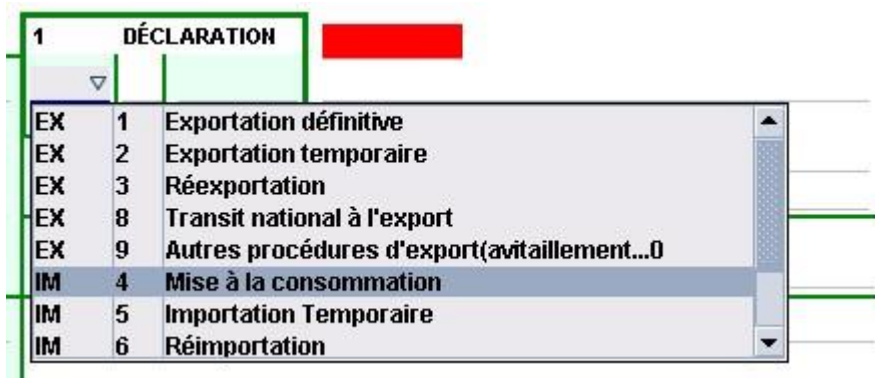 1 DÉCLARATION
EX 1 Exportation définitive
EX 2 Exportation temporaire
EX 3 Réexportation
EX 8 Transit national à l'export
EX 9 Autres procédures d'export(avitaillement...0
IM 4 Mise à la consommation
IM 5 Importation Temporaire
IM 6 Réimportation